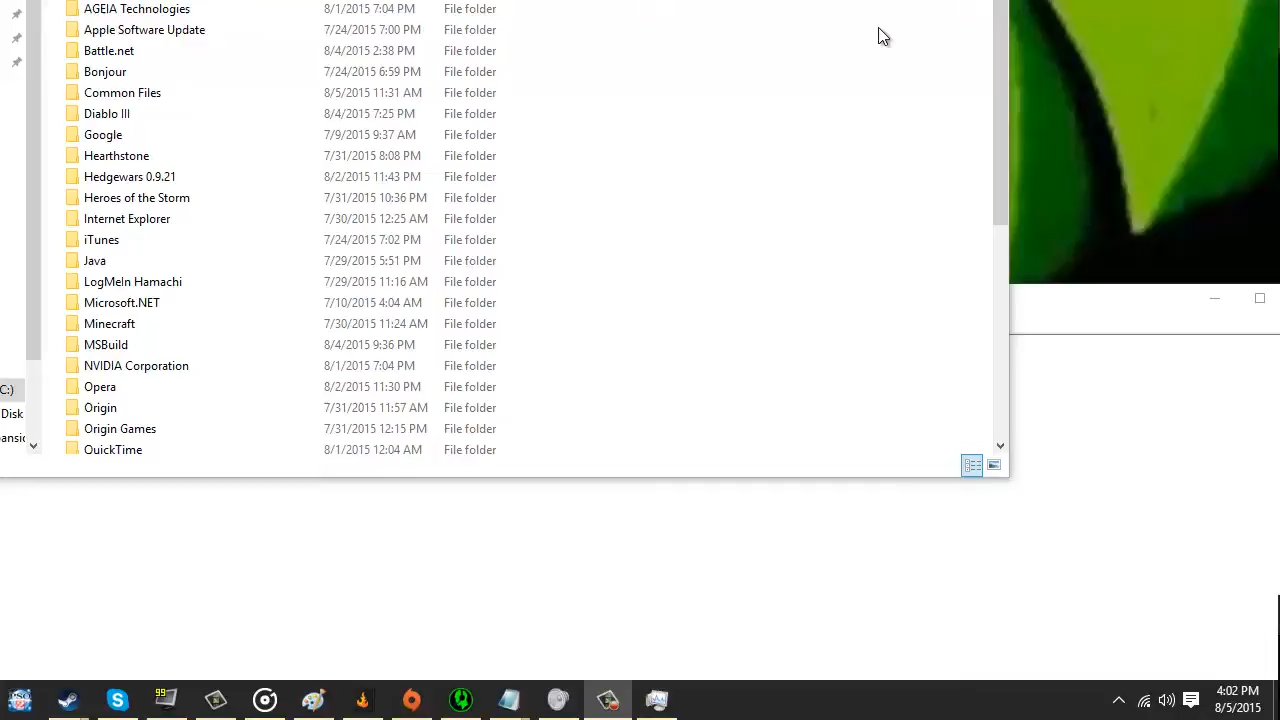 AGEIA Technologies 8/1/2015 7:04 PM File folder
Apple Software Update 7/24/2015 7:00 PM File folder
Battle.net 8/4/2015 2:38 PM File folder
Bonjour 7/24/2015 6:59 PM File folder
Common Files 8/5/2015 11:31 AM File folder
Diablo III 8/4/2015 7:25 PM File folder
Google 7/9/2015 9:37 AM File folder
Hearthstone 7/31/2015 8:08 PM File folder
Hedgewars 0.9.21 8/2/2015 11:43 PM File folder
Heroes of the Storm 7/31/2015 10:36 PM File folder
Internet Explorer 7/30/2015 12:25 AM File folder
iTunes 7/24/2015 7:02 PM File folder
Java 7/29/2015 5:51 PM File folder
LogMeIn Hamachi 7/29/2015 11:16 AM File folder
Microsoft.NET 7/10/2015 4:04 AM File folder
Minecraft 7/30/2015 11:24 AM File folder
MSBuild 8/4/2015 9:36 PM File folder
NVIDIA Corporation 8/1/2015 7:04 PM File folder
C:)
Opera 8/2/2015 11:30 PM File folder
Origin 7/31/2015 11:57 AM File folder
Disk
Origin Games 7/31/2015 12:15 PM File folder
QuickTime 8/1/2015 12:04 AM File folder
99
4:02 PM
8/5/2015